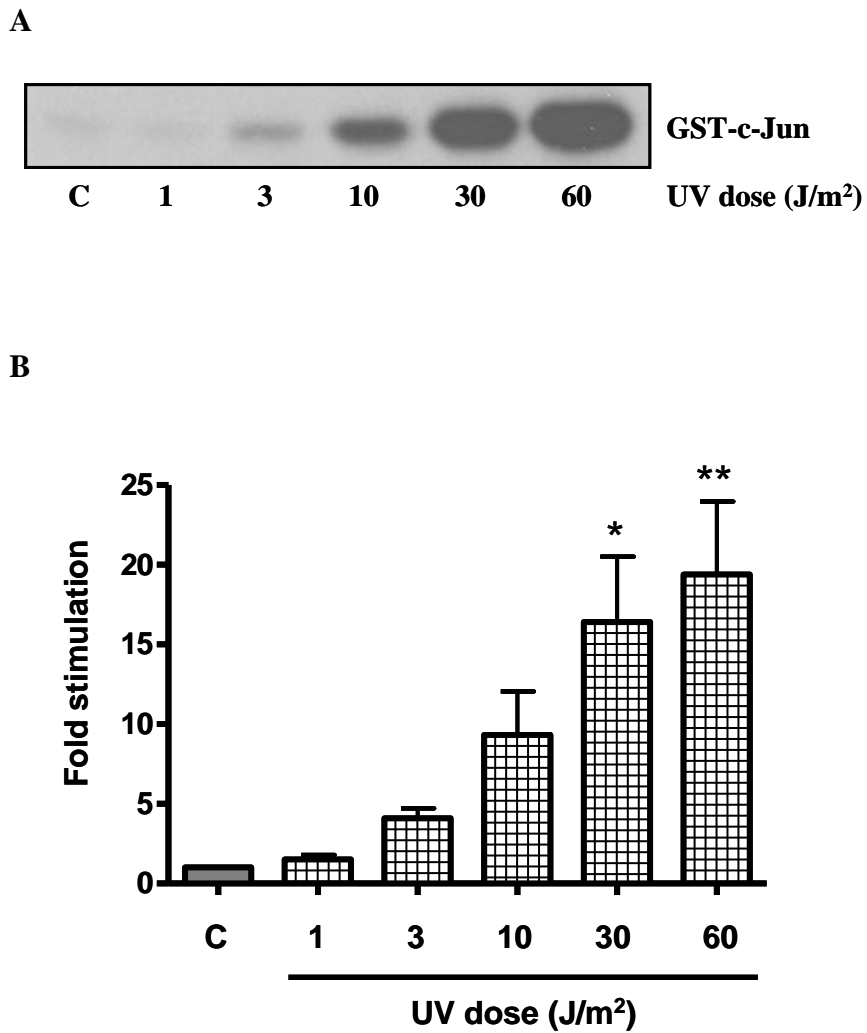 A
GST-c-Jun
C 1 3 10 30 60 UV dose (J/m²)
B
Fold stimulation
25
20
15
10
5
0
* **
C 1 3 10 30 60
UV dose (J/m²)